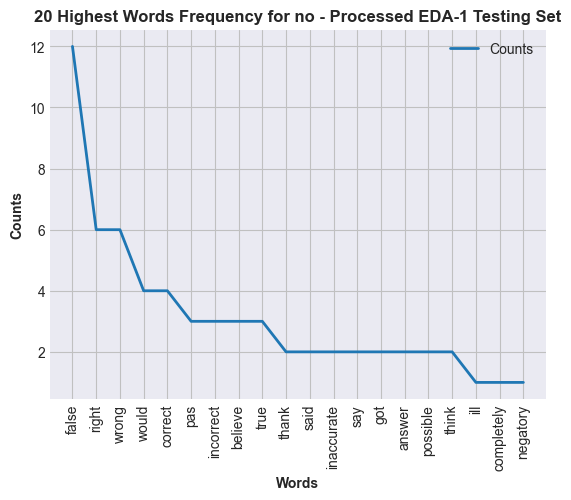 20 Highest Words Frequency for no - Processed EDA-1 Testing Set
Counts
12
10
8
6
4
2
Counts
false
right
wrong
would
correct
pas
incorrect
believe
true
thank
said
inaccurate
say
got
answer
possible
think
ill
completely
negatory
Words